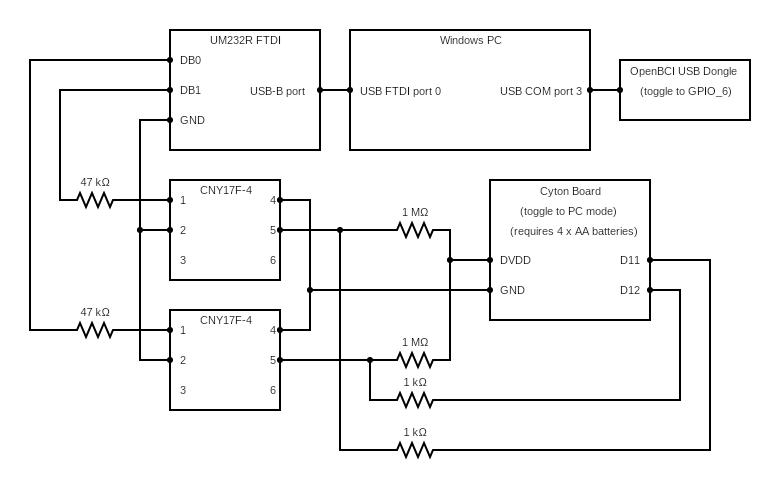 UM232R FTDI
DB0
DB1
USB-B port
GND
Windows PC
USB FTDI port 0
USB COM port 3
OpenBCI USB Dongle
(toggle to GPIO_6)
47 kΩ
CNY17F-4
1
2
3
4
5
6
1 MΩ
Cyton Board
(toggle to PC mode)
(requires 4 x AA batteries)
DVDD
GND
D11
D12
47 kΩ
CNY17F-4
1
2
3
4
5
6
1 MΩ
1 kΩ
1 kΩ